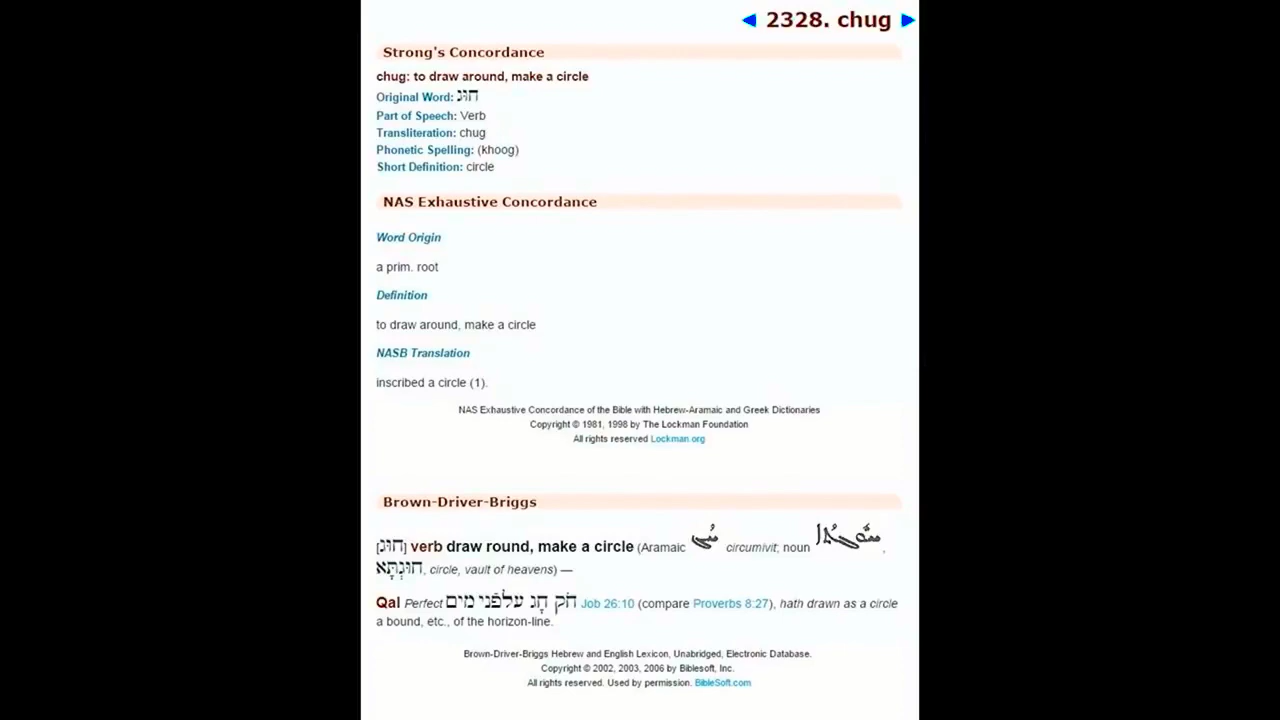 2328. chug
Strong's Concordance
chug: to draw around, make a circle
Original Word: חוּג
Part of Speech: Verb
Transliteration: chug
Phonetic Spelling: (khoog)
Short Definition: circle
NAS Exhaustive Concordance
Word Origin
a prim. root
Definition
to draw around, make a circle
NASB Translation
inscribed a circle (1).
NAS Exhaustive Concordance of the Bible with Hebrew-Aramaic and Greek Dictionaries
Copyright © 1981, 1998 by The Lockman Foundation
All rights reserved Lockman.org
Brown-Driver-Briggs
[חוּג] verb draw round, make a circle (Aramaic circumivit; noun ,
חוּגְתָּא, circle, vault of heavens) —
Qal Perfect חֹק חָג עלפְּני מים Job 26:10 (compare Proverbs 8:27), hath drawn as a circle
a bound, etc., of the horizon-line.
Brown-Driver-Briggs Hebrew and English Lexicon, Unabridged, Electronic Database.
Copyright © 2002, 2003, 2006 by Biblesoft, Inc.
All rights reserved. Used by permission. BibleSoft.com